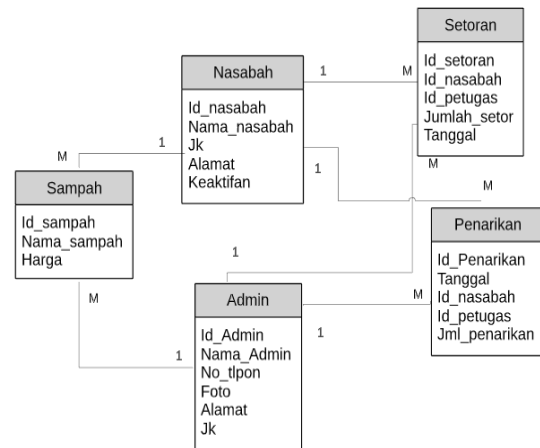 Setoran
Id_setoran
Id_nasabah
Id_petugas
Jumlah_setor
Tanggal
Nasabah
Id_nasabah
Nama_nasabah
Jk
Alamat
Keaktifan
1
M
M
1
1
M
M
Sampah
Id_sampah
Nama_sampah
Harga
Penarikan
Id_Penarikan
Tanggal
Id_nasabah
Id_petugas
Jml_penarikan
1
M
M
1
1
Admin
Id_Admin
Nama_Admin
No_tlpon
Foto
Alamat
Jk